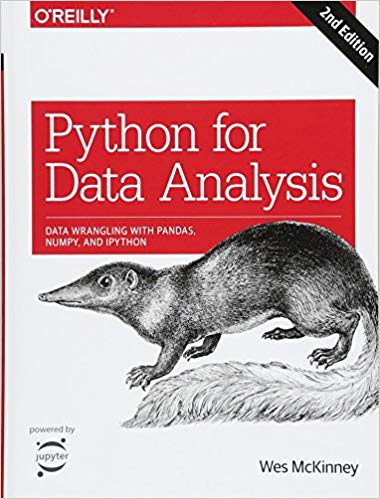 O'REILLY®
2nd Edition
Python for
Data Analysis
DATA WRANGLING WITH PANDAS,
NUMPY, AND IPYTHON
powered by
jupyter
Wes McKinney